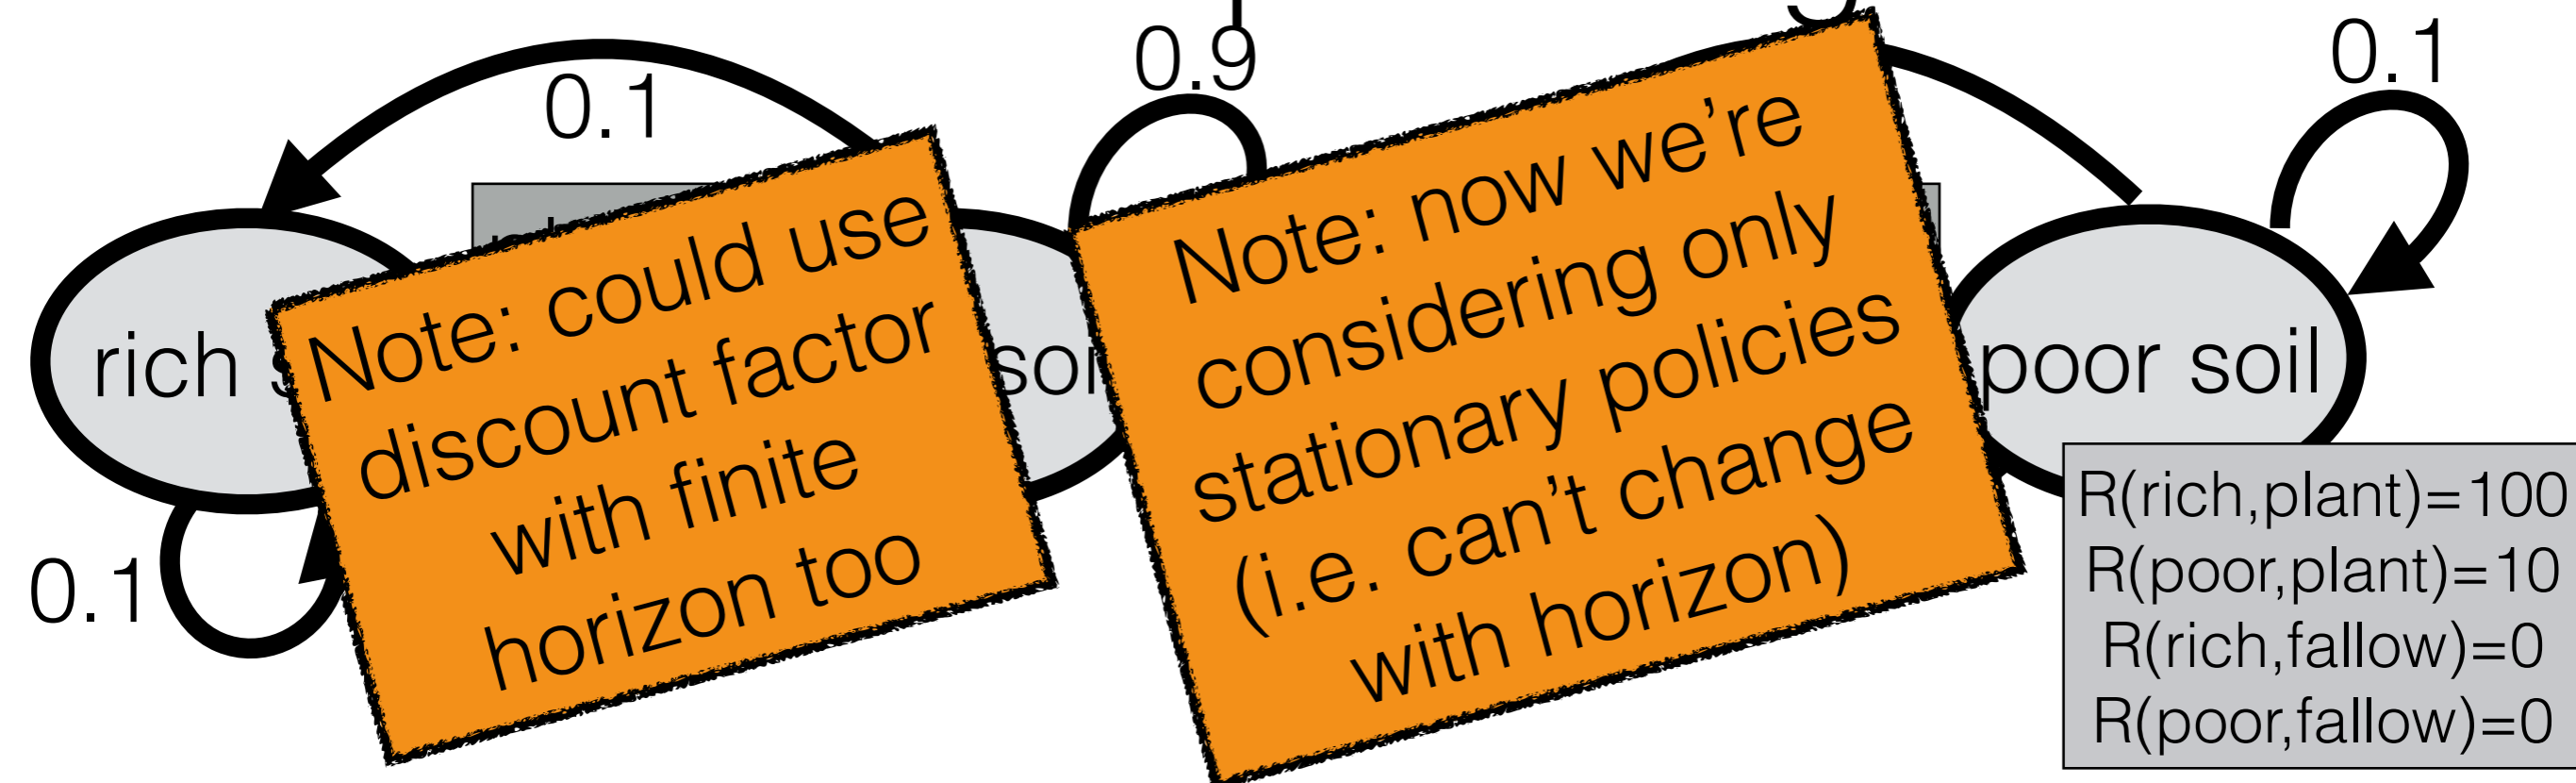 0.1
0.9
0.1
rich
Note: could use
discount factor
with finite
horizon too
Note: now we're
considering only
stationary policies
(i.e. can't change
with horizon)
poor soil
0.1
R(rich,plant)=100
R(poor,plant)=10
R(rich,fallow)=0
R(poor,fallow)=0